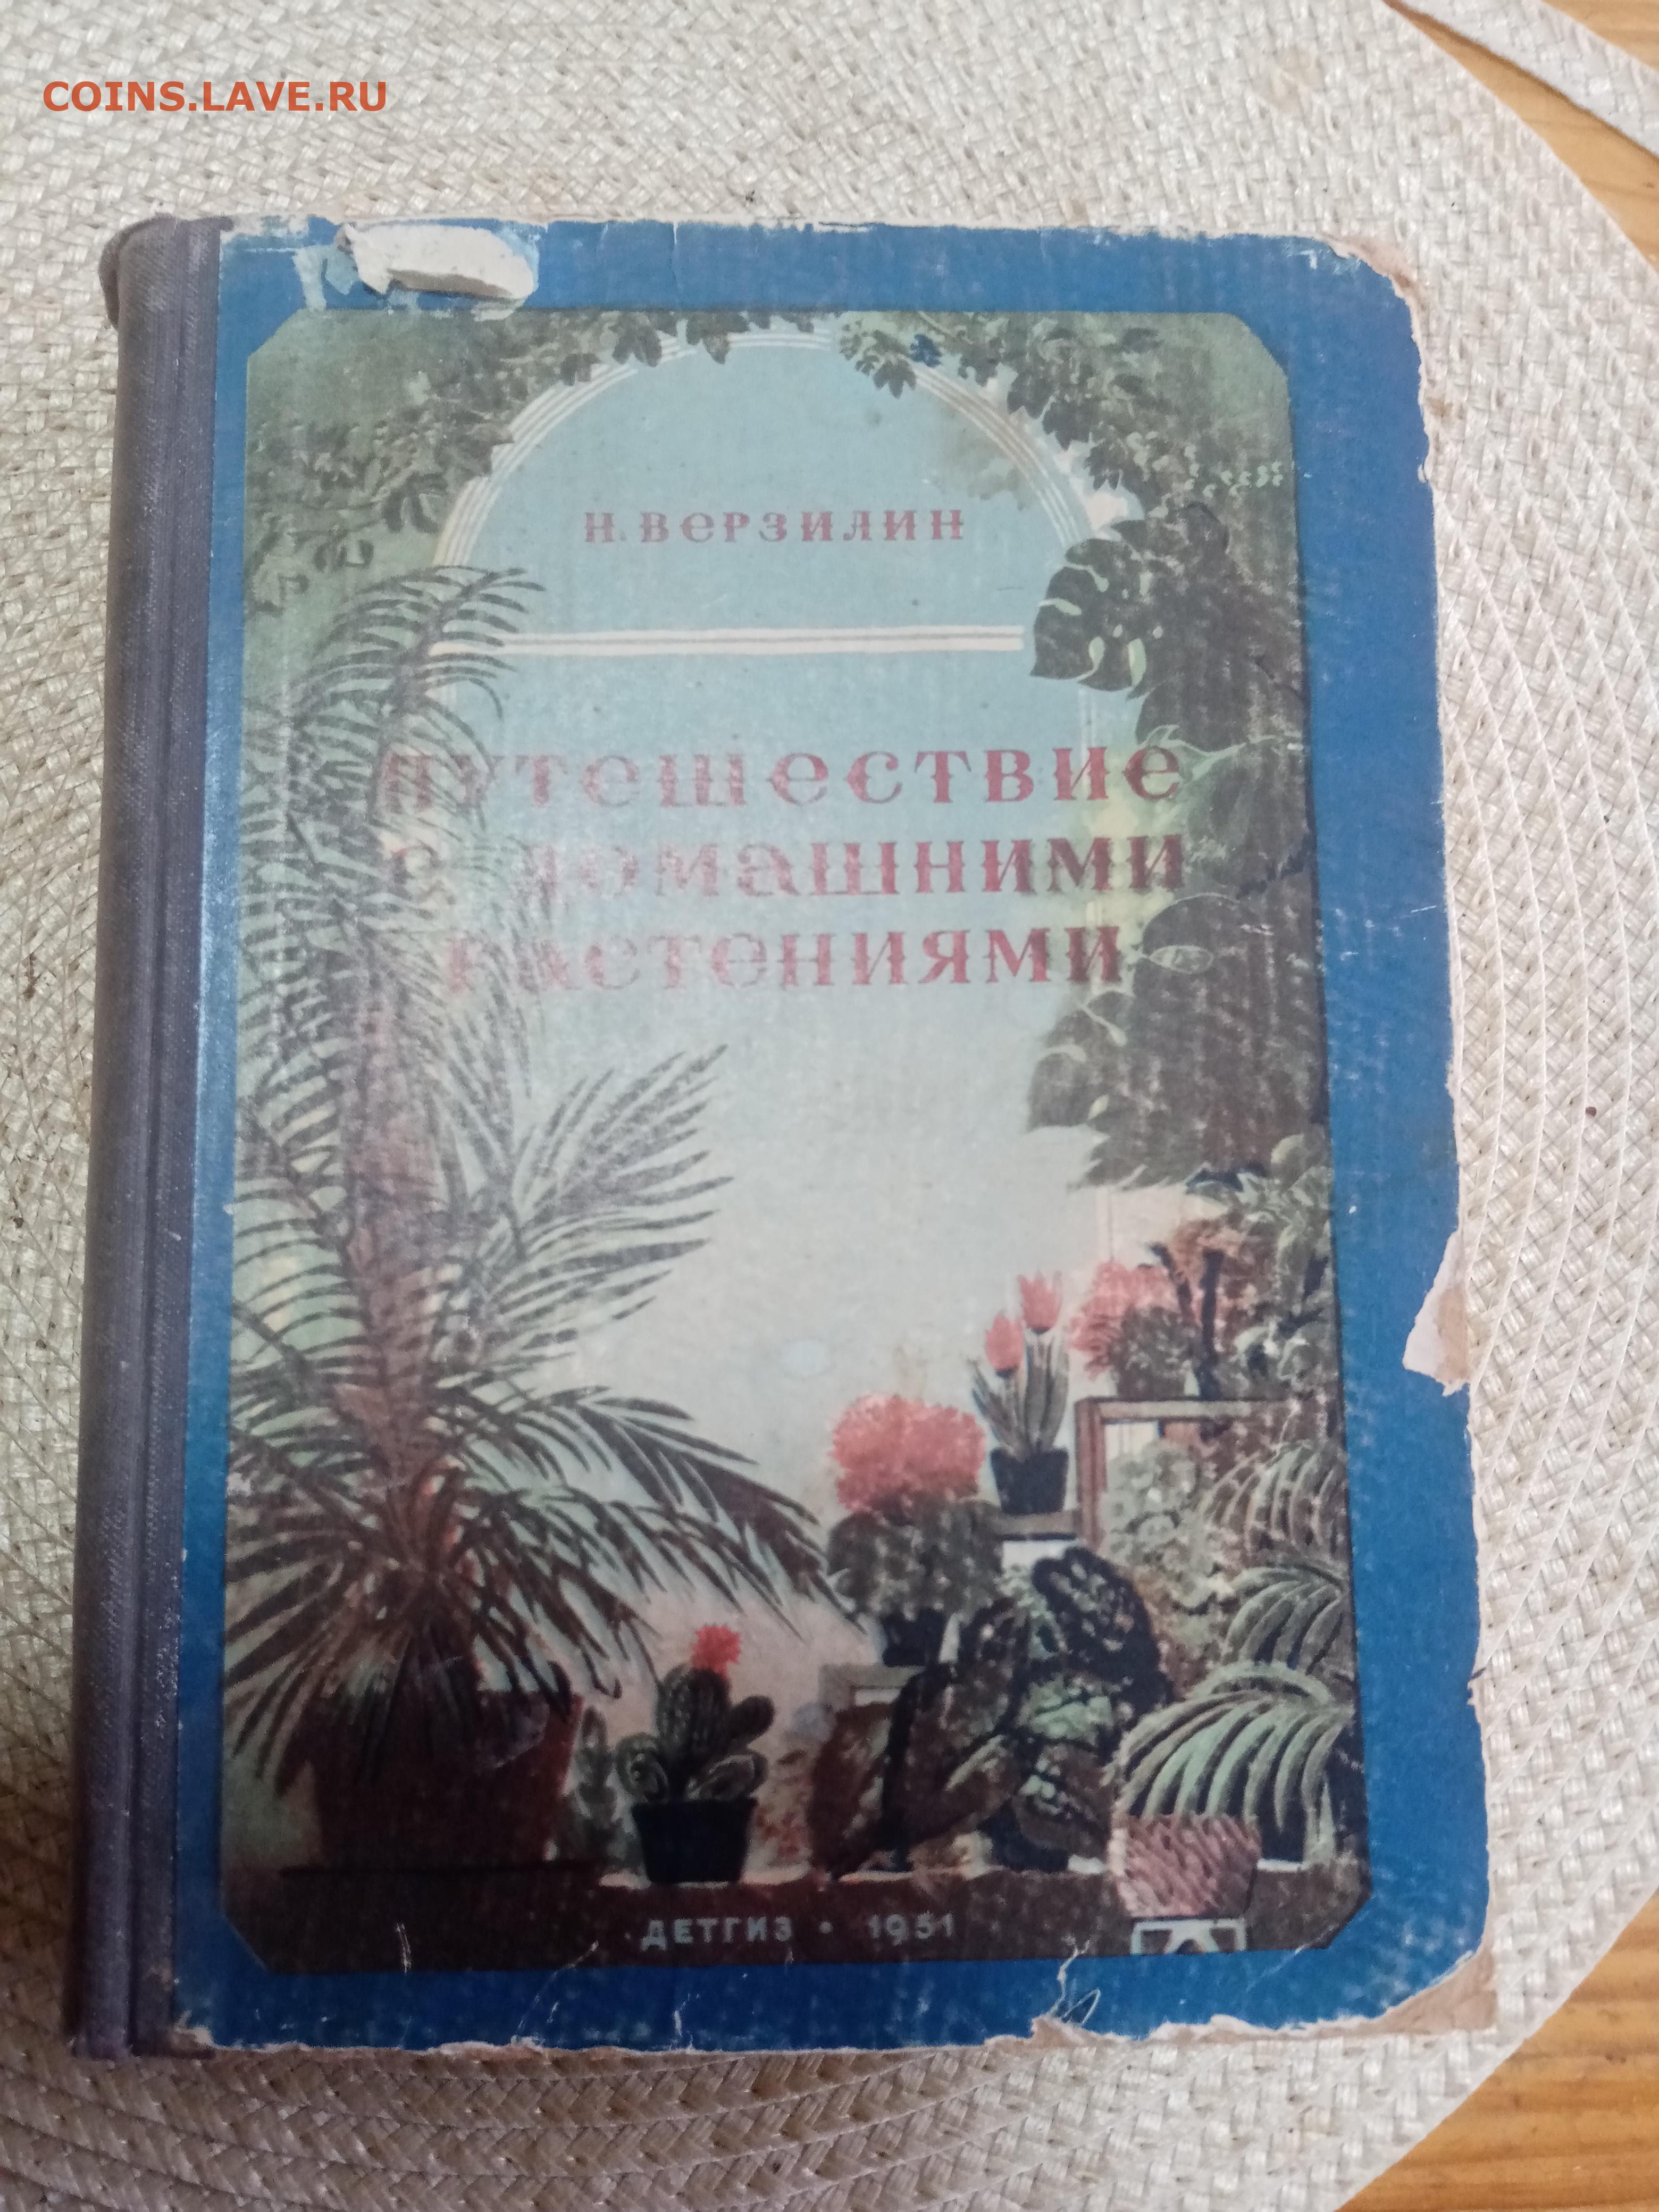 COINS.LAVE.RU
Н. ВЕРЗИЛИН
ПУТЕШЕСТВИЕ
С ДОМАШНИМИ
РАСТЕНИЯМИ
ДЕТГИЗ • 1951